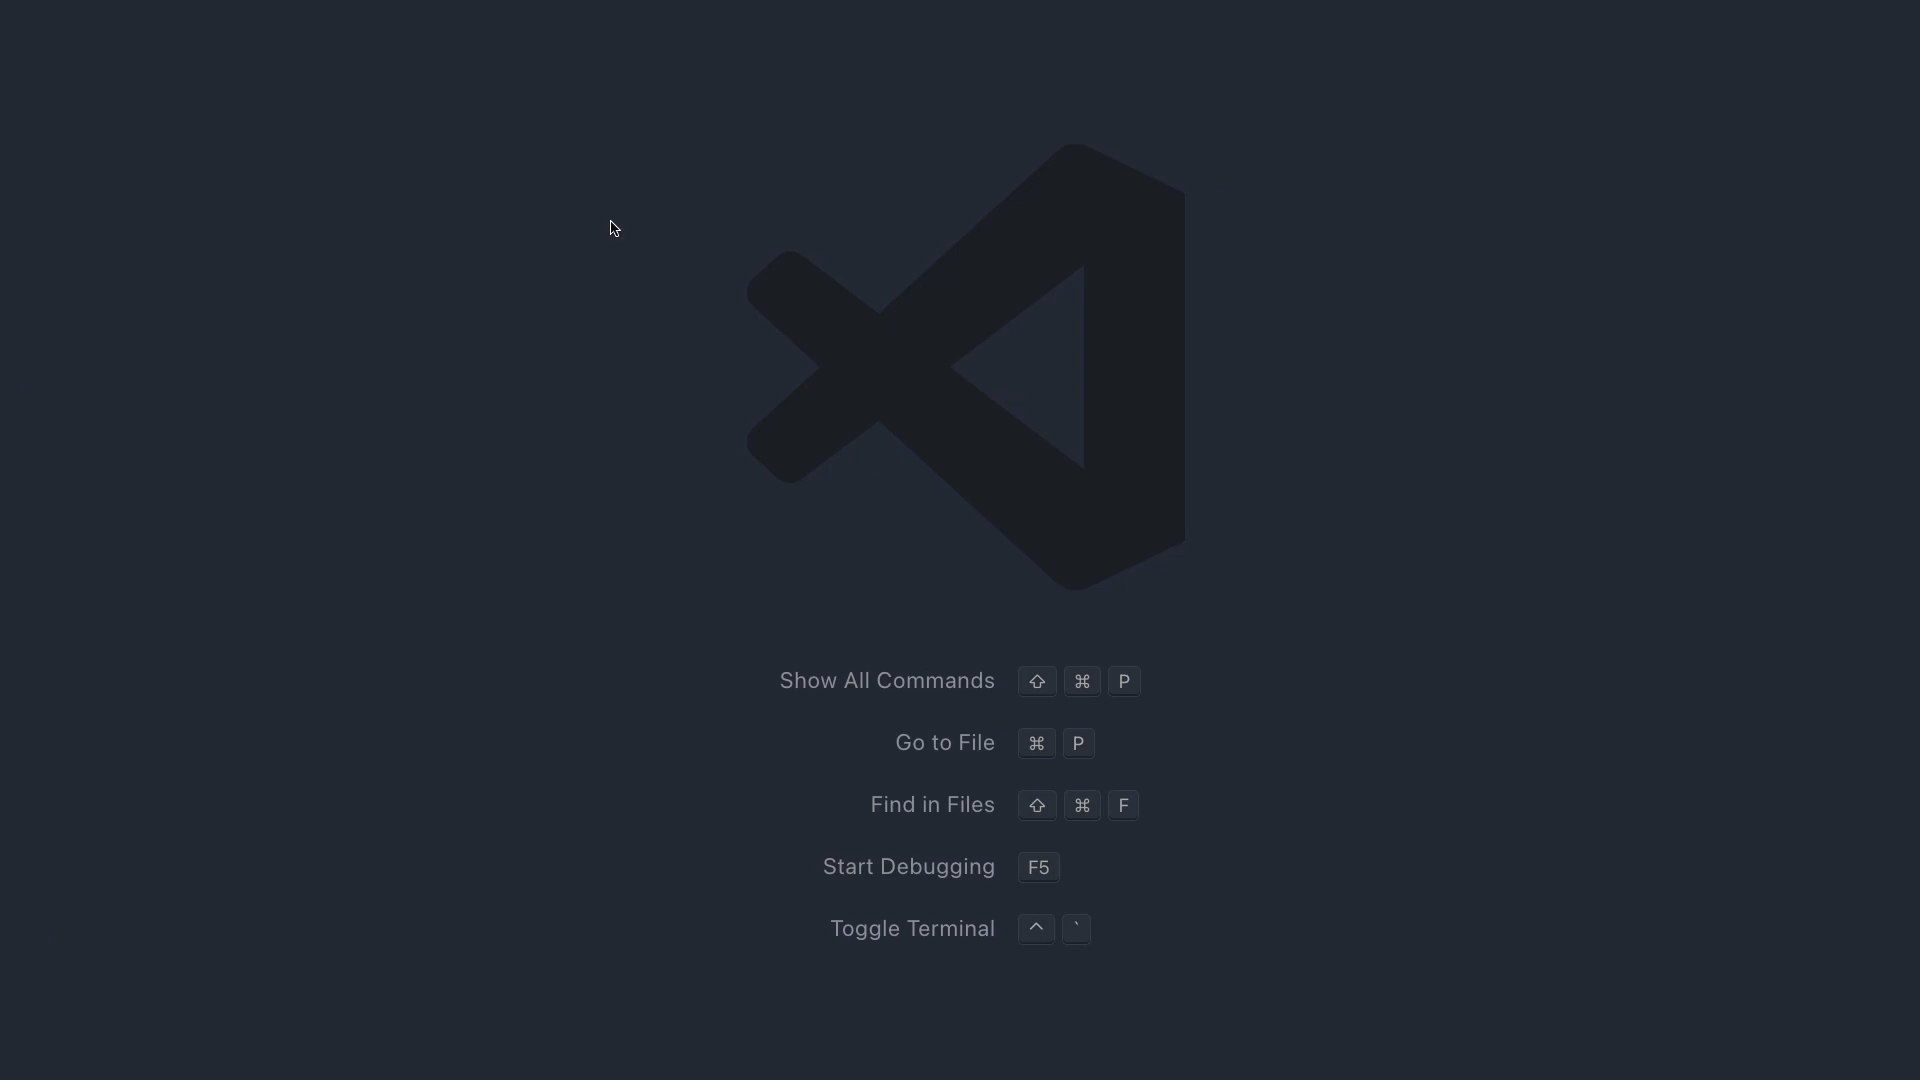 Show All Commands ⇧ ⌘ P
Go to File ⌘ P
Find in Files ⇧ ⌘ F
Start Debugging F5
Toggle Terminal ^ `